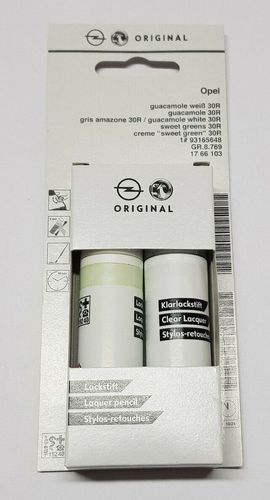 ORIGINAL
Opel
guacamole weiß 30R
guacamole 30R
gris amazone 30R / guacamole white 30R
sweet greens 30R
creme "sweet green" 30R
1# 93165648
GR.8.769
17 66 103
ORIGINAL
Klarlackstift
Clear Lacquer
Stylos-retouches
Lackstift
Laquer pencil
Stylos-retouches